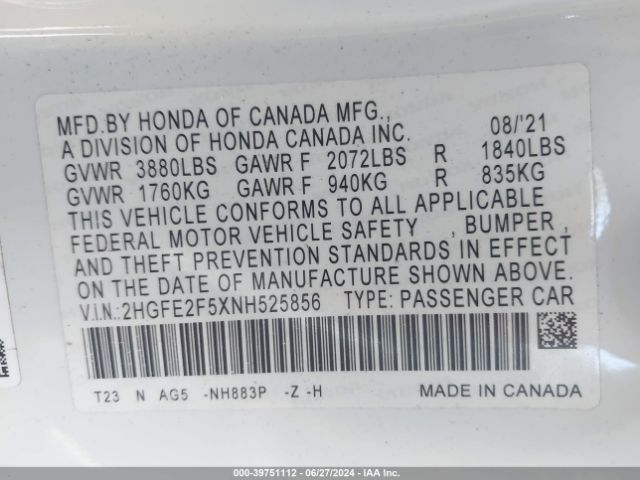 MFD.BY HONDA OF CANADA MFG.,
A DIVISION OF HONDA CANADA INC. 08/'21
GVWR 3880LBS GAWR F 2072LBS R 1840LBS
GVWR 1760KG GAWR F 940KG R 835KG
THIS VEHICLE CONFORMS TO ALL APPLICABLE
FEDERAL MOTOR VEHICLE SAFETY , BUMPER ,
AND THEFT PREVENTION STANDARDS IN EFFECT
ON THE DATE OF MANUFACTURE SHOWN ABOVE.
V.I.N.:2HGFE2F5XNH525856 TYPE: PASSENGER CAR
T23 N AG5 -NH883P -Z -H MADE IN CANADA
000-39751112 - 06/27/2024 - IAA Inc.